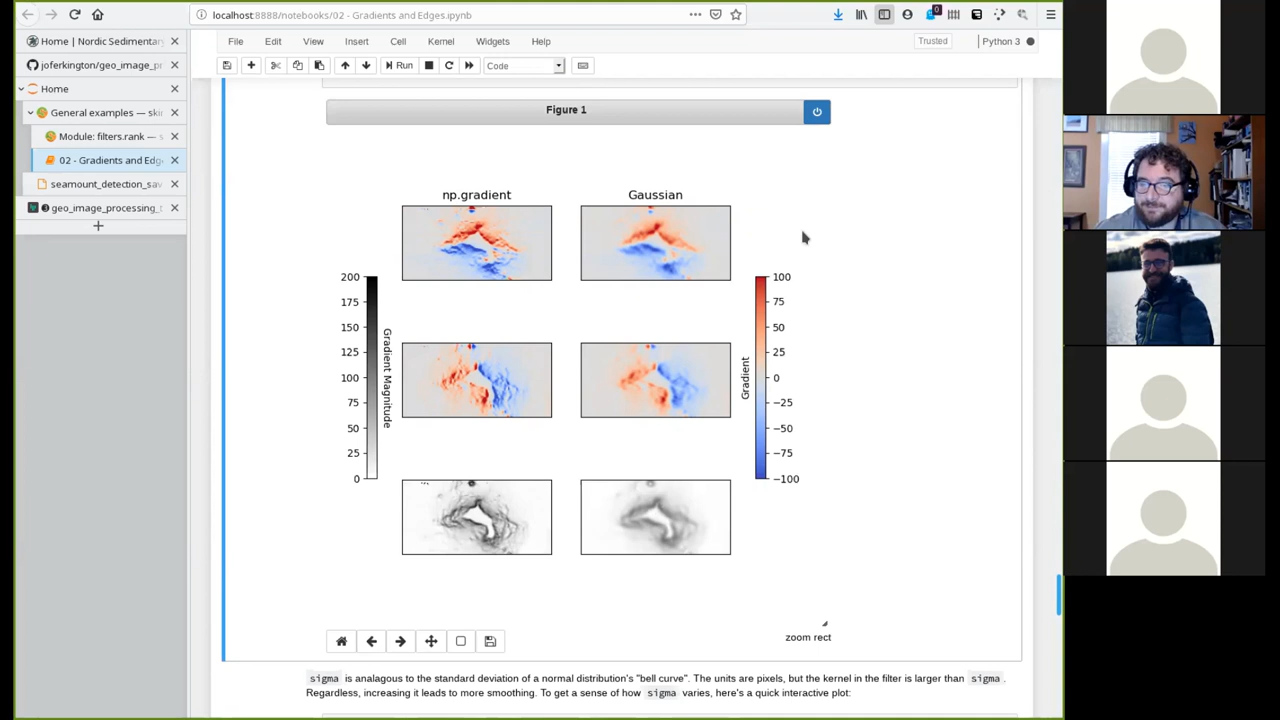 localhost:8888/notebooks/02 - Gradients and Edges.ipynb
0
Home | Nordic Sedimentar
joferkington/geo_image_pr
Home
General examples — skim
Module: filters.rank — s
02 - Gradients and Edg
seamount_detection_sav
geo_image_processing_t
File Edit View Insert Cell Kernel Widgets Help
Trusted
Python 3
Run
Code
Figure 1
np.gradient
Gaussian
200
175
150
125
100
75
50
25
0
Gradient Magnitude
Gradient
100
75
50
25
0
−25
−50
−75
−100
zoom rect
sigma is analagous to the standard deviation of a normal distribution's "bell curve". The units are pixels, but the kernel in the filter is larger than sigma .
Regardless, increasing it leads to more smoothing. To get a sense of how sigma varies, here's a quick interactive plot: